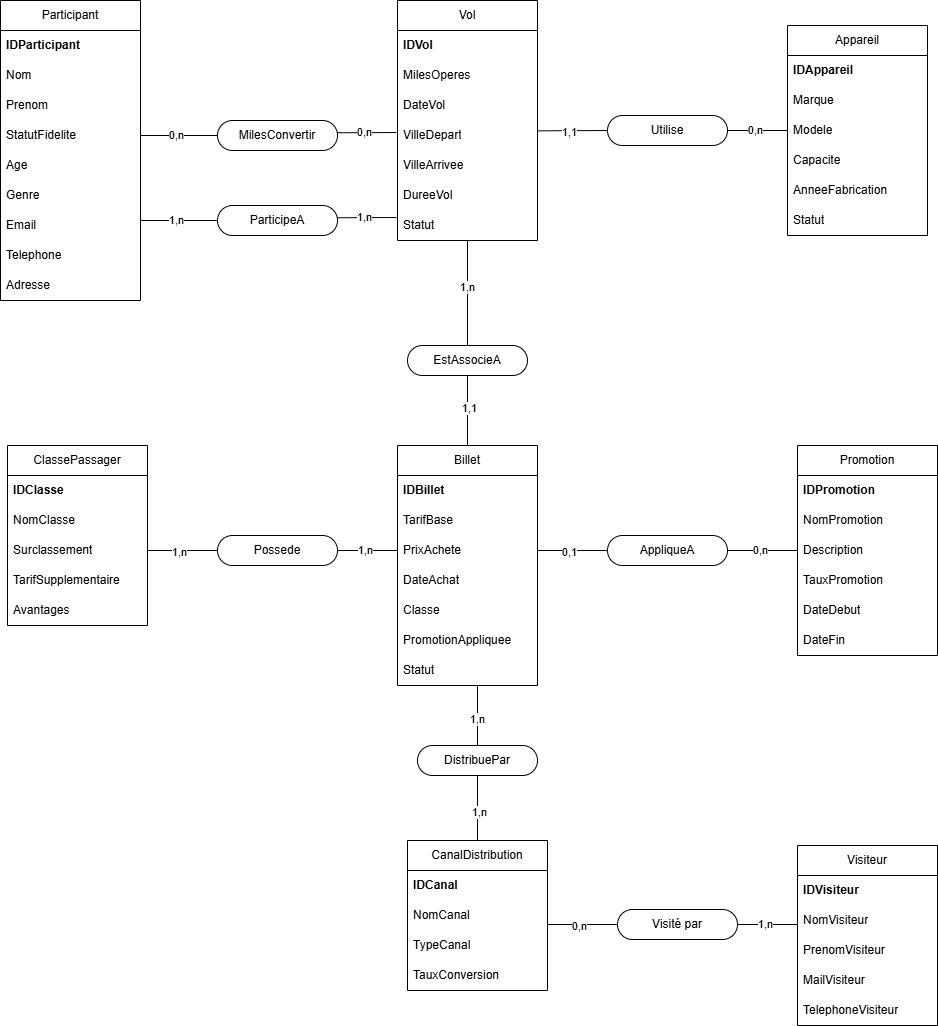 Participant
IDParticipant
Nom
Prenom
StatutFidelite
Age
Genre
Email
Telephone
Adresse
0,n
MilesConvertir
0,n
1,n
ParticipeA
1,n
Vol
IDVol
MilesOperes
DateVol
VilleDepart
VilleArrivee
DureeVol
Statut
1,1
Utilise
0,n
Appareil
IDAppareil
Marque
Modele
Capacite
AnneeFabrication
Statut
1,n
EstAssocieA
1,1
ClassePassager
IDClasse
NomClasse
Surclassement
TarifSupplementaire
Avantages
1,n
Possede
1,n
Billet
IDBillet
TarifBase
PrixAchete
DateAchat
Classe
PromotionAppliquee
Statut
0,1
AppliqueA
0,n
Promotion
IDPromotion
NomPromotion
Description
TauxPromotion
DateDebut
DateFin
1,n
DistribuePar
1,n
CanalDistribution
IDCanal
NomCanal
TypeCanal
TauxConversion
0,n
Visité par
1,n
Visiteur
IDVisiteur
NomVisiteur
PrenomVisiteur
MailVisiteur
TelephoneVisiteur